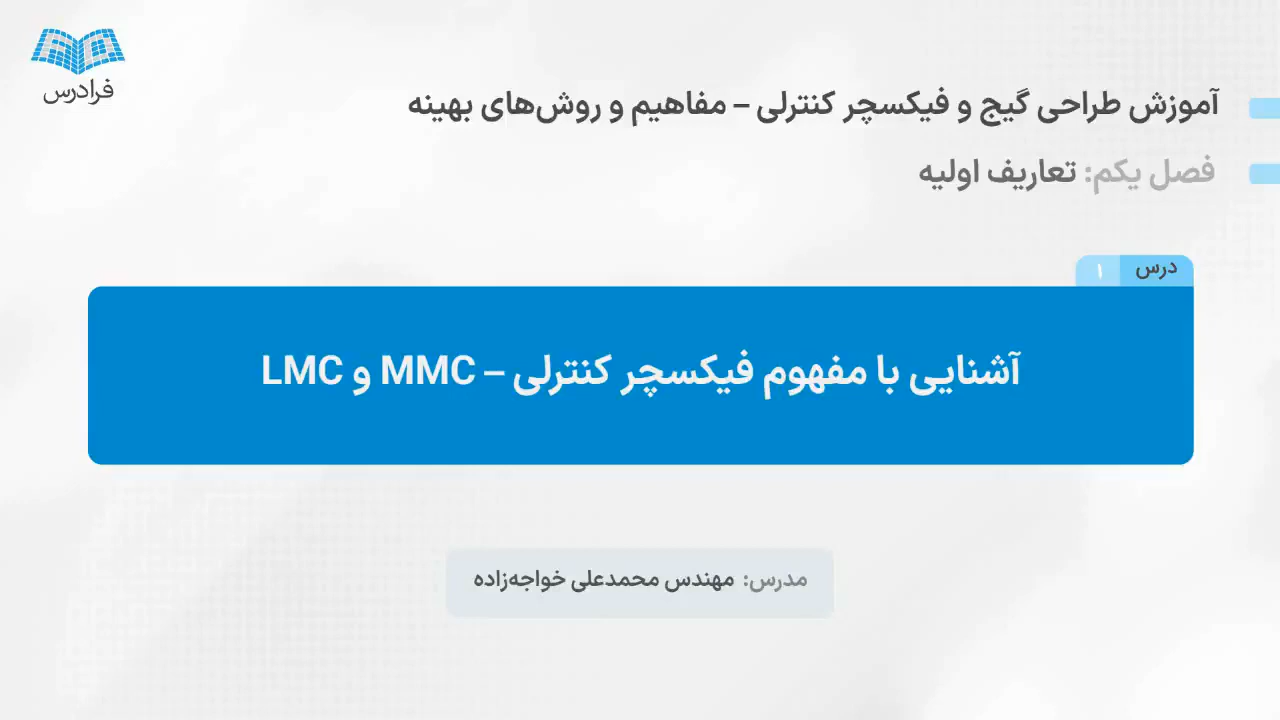 فرادرس
آموزش طراحی گیج و فیکسچر کنترلی – مفاهیم و روش‌های بهینه
فصل یکم: تعاریف اولیه
درس ۱
آشنایی با مفهوم فیکسچر کنترلی – MMC و LMC
مدرس: مهندس محمدعلی خواجه‌زاده